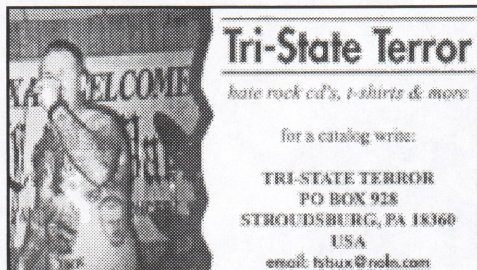 ELCOME
Tri-State Terror
hate rock cd's, t-shirts & more
for a catalog write:
TRI-STATE TERROR
PO BOX 928
STROUDSBURG, PA 18360
USA